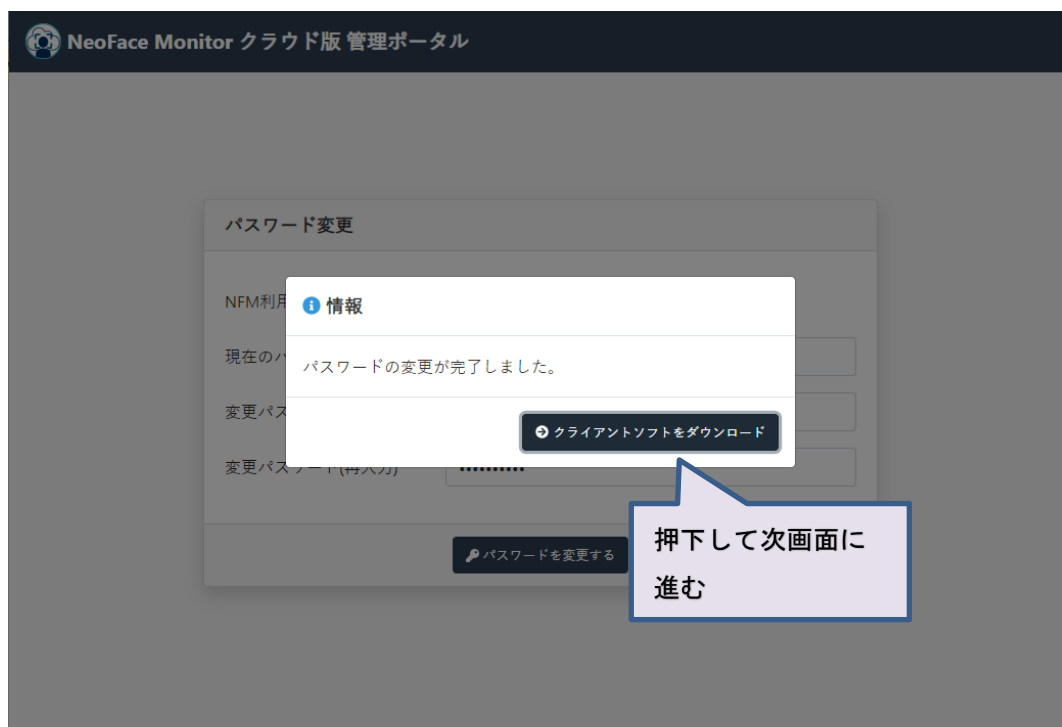 NeoFace Monitor クラウド版 管理ポータル
パスワード変更
NFM利用
情報
現在のパ
パスワードの変更が完了しました。
変更パス
クライアントソフトをダウンロード
変更パスワード(再入力)
押下して次画面に
進む
パスワードを変更する